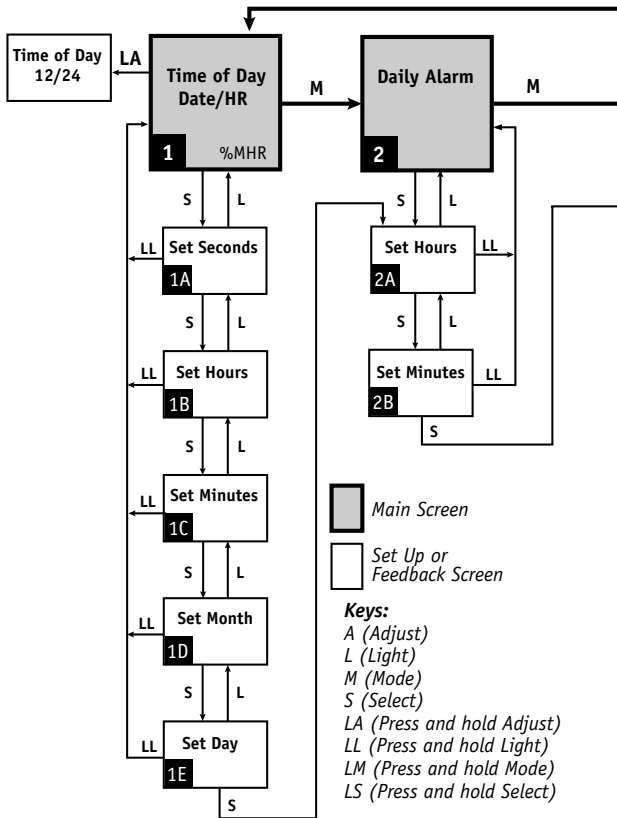 Time of Day
12/24
LA
Time of Day
Date/HR
1
%MHR
M
Daily Alarm
2
M
S
L
S
L
Set Seconds
1A
LL
Set Hours
2A
LL
S
L
S
L
Set Hours
1B
LL
Set Minutes
2B
LL
S
L
S
Set Minutes
1C
LL
S
L
Set Month
1D
LL
S
L
Set Day
1E
LL
S
Main Screen
Set Up or
Feedback Screen
Keys:
A (Adjust)
L (Light)
M (Mode)
S (Select)
LA (Press and hold Adjust)
LL (Press and hold Light)
LM (Press and hold Mode)
LS (Press and hold Select)